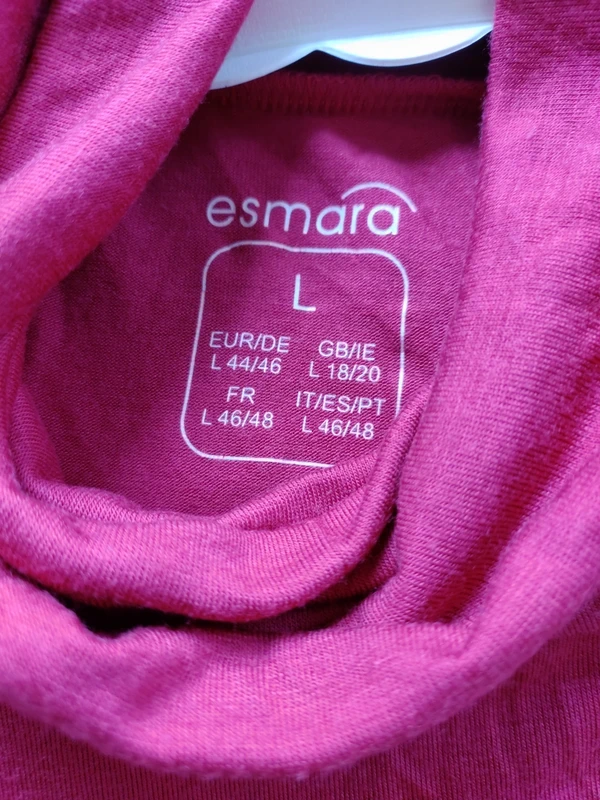 esmara
L
EUR/DE GB/IE
L 44/46 L 18/20
FR IT/ES/PT
L 46/48 L 46/48